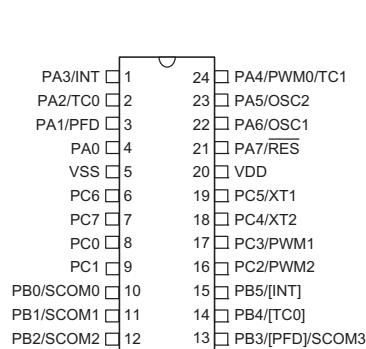 PA3/INT 1 24 PA4/PWM0/TC1
PA2/TC0 2 23 PA5/OSC2
PA1/PFD 3 22 PA6/OSC1
PA0 4 21 PA7/RES
VSS 5 20 VDD
PC6 6 19 PC5/XT1
PC7 7 18 PC4/XT2
PC0 8 17 PC3/PWM1
PC1 9 16 PC2/PWM2
PB0/SCOM0 10 15 PB5/[INT]
PB1/SCOM1 11 14 PB4/[TC0]
PB2/SCOM2 12 13 PB3/[PFD]/SCOM3